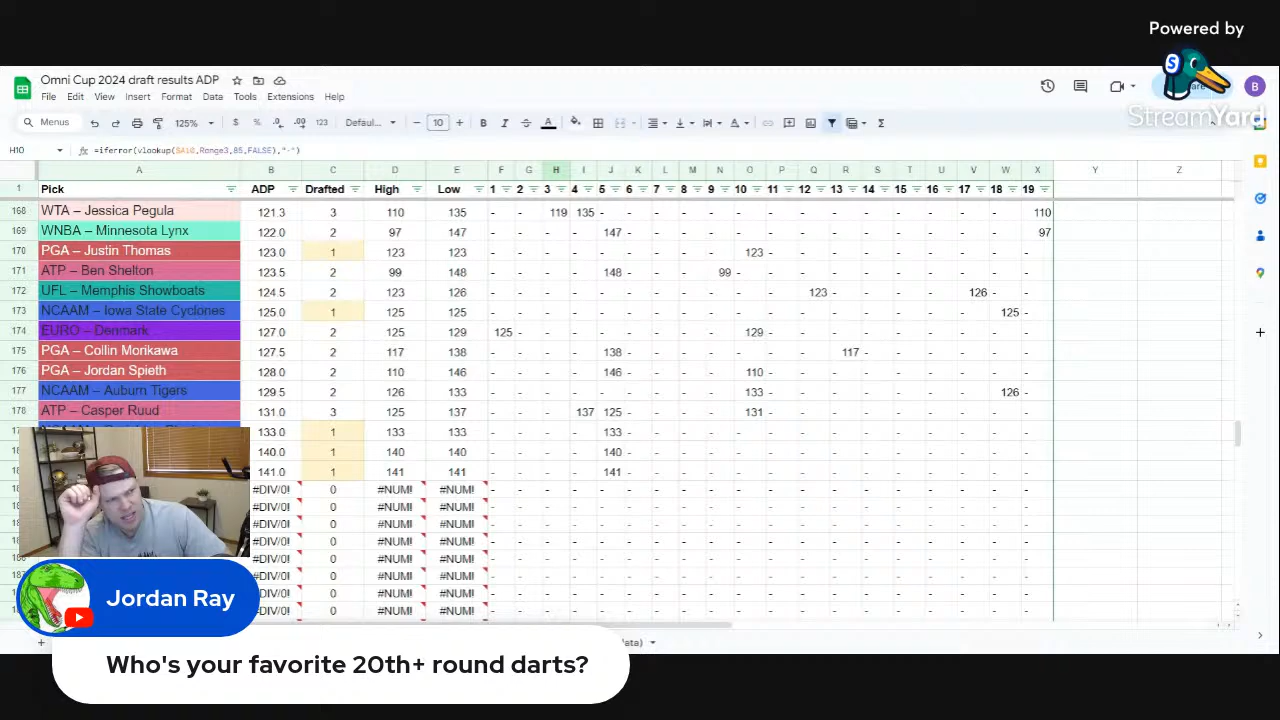 Powered by
StreamYard
Omni Cup 2024 draft results ADP
File Edit View Insert Format Data Tools Extensions Help
Menus 125% $ % .0 .00 123 Defaul... − 10 + B I A Σ
H10 fx =iferror(vlookup($A10,Range3,85,FALSE),"-")
A B C D E F G H I J K L M N O P Q R S T U V W X Y Z
1 Pick ADP Drafted High Low 1 2 3 4 5 6 7 8 9 10 11 12 13 14 15 16 17 18 19
168 WTA – Jessica Pegula 121.3 3 110 135 - - 119 135 - - - - - - - - - - - - - - 110
169 WNBA – Minnesota Lynx 122.0 2 97 147 - - - - 147 - - - - - - - - - - - - - 97
170 PGA – Justin Thomas 123.0 1 123 123 - - - - - - - - - 123 - - - - - - - - -
171 ATP – Ben Shelton 123.5 2 99 148 - - - - 148 - - - 99 - - - - - - - - - -
172 UFL – Memphis Showboats 124.5 2 123 126 - - - - - - - - - - - 123 - - - - 126 - -
173 NCAAM – Iowa State Cyclones 125.0 1 125 125 - - - - - - - - - - - - - - - - - 125 -
174 EURO – Denmark 127.0 2 125 129 125 - - - - - - - - 129 - - - - - - - - -
175 PGA – Collin Morikawa 127.5 2 117 138 - - - - 138 - - - - - - - 117 - - - - - -
176 PGA – Jordan Spieth 128.0 2 110 146 - - - - 146 - - - - 110 - - - - - - - - -
177 NCAAM – Auburn Tigers 129.5 2 126 133 - - - - - - - - - 133 - - - - - - - 126 -
178 ATP – Casper Ruud 131.0 3 125 137 - - - 137 125 - - - - 131 - - - - - - - - -
133.0 1 133 133 - - - - 133 - - - - - - - - - - - - - -
140.0 1 140 140 - - - - 140 - - - - - - - - - - - - - -
141.0 1 141 141 - - - - 141 - - - - - - - - - - - - - -
#DIV/0! 0 #NUM! #NUM! - - - - - - - - - - - - - - - - - - -
#DIV/0! 0 #NUM! #NUM! - - - - - - - - - - - - - - - - - - -
#DIV/0! 0 #NUM! #NUM! - - - - - - - - - - - - - - - - - - -
#DIV/0! 0 #NUM! #NUM! - - - - - - - - - - - - - - - - - - -
#DIV/0! 0 #NUM! #NUM! - - - - - - - - - - - - - - - - - - -
#DIV/0! 0 #NUM! #NUM! - - - - - - - - - - - - - - - - - - -
#DIV/0! 0 #NUM! #NUM! - - - - - - - - - - - - - - - - - - -
#DIV/0! 0 #NUM! #NUM! - - - - - - - - - - - - - - - - - - -
Jordan Ray
Who's your favorite 20th+ round darts?